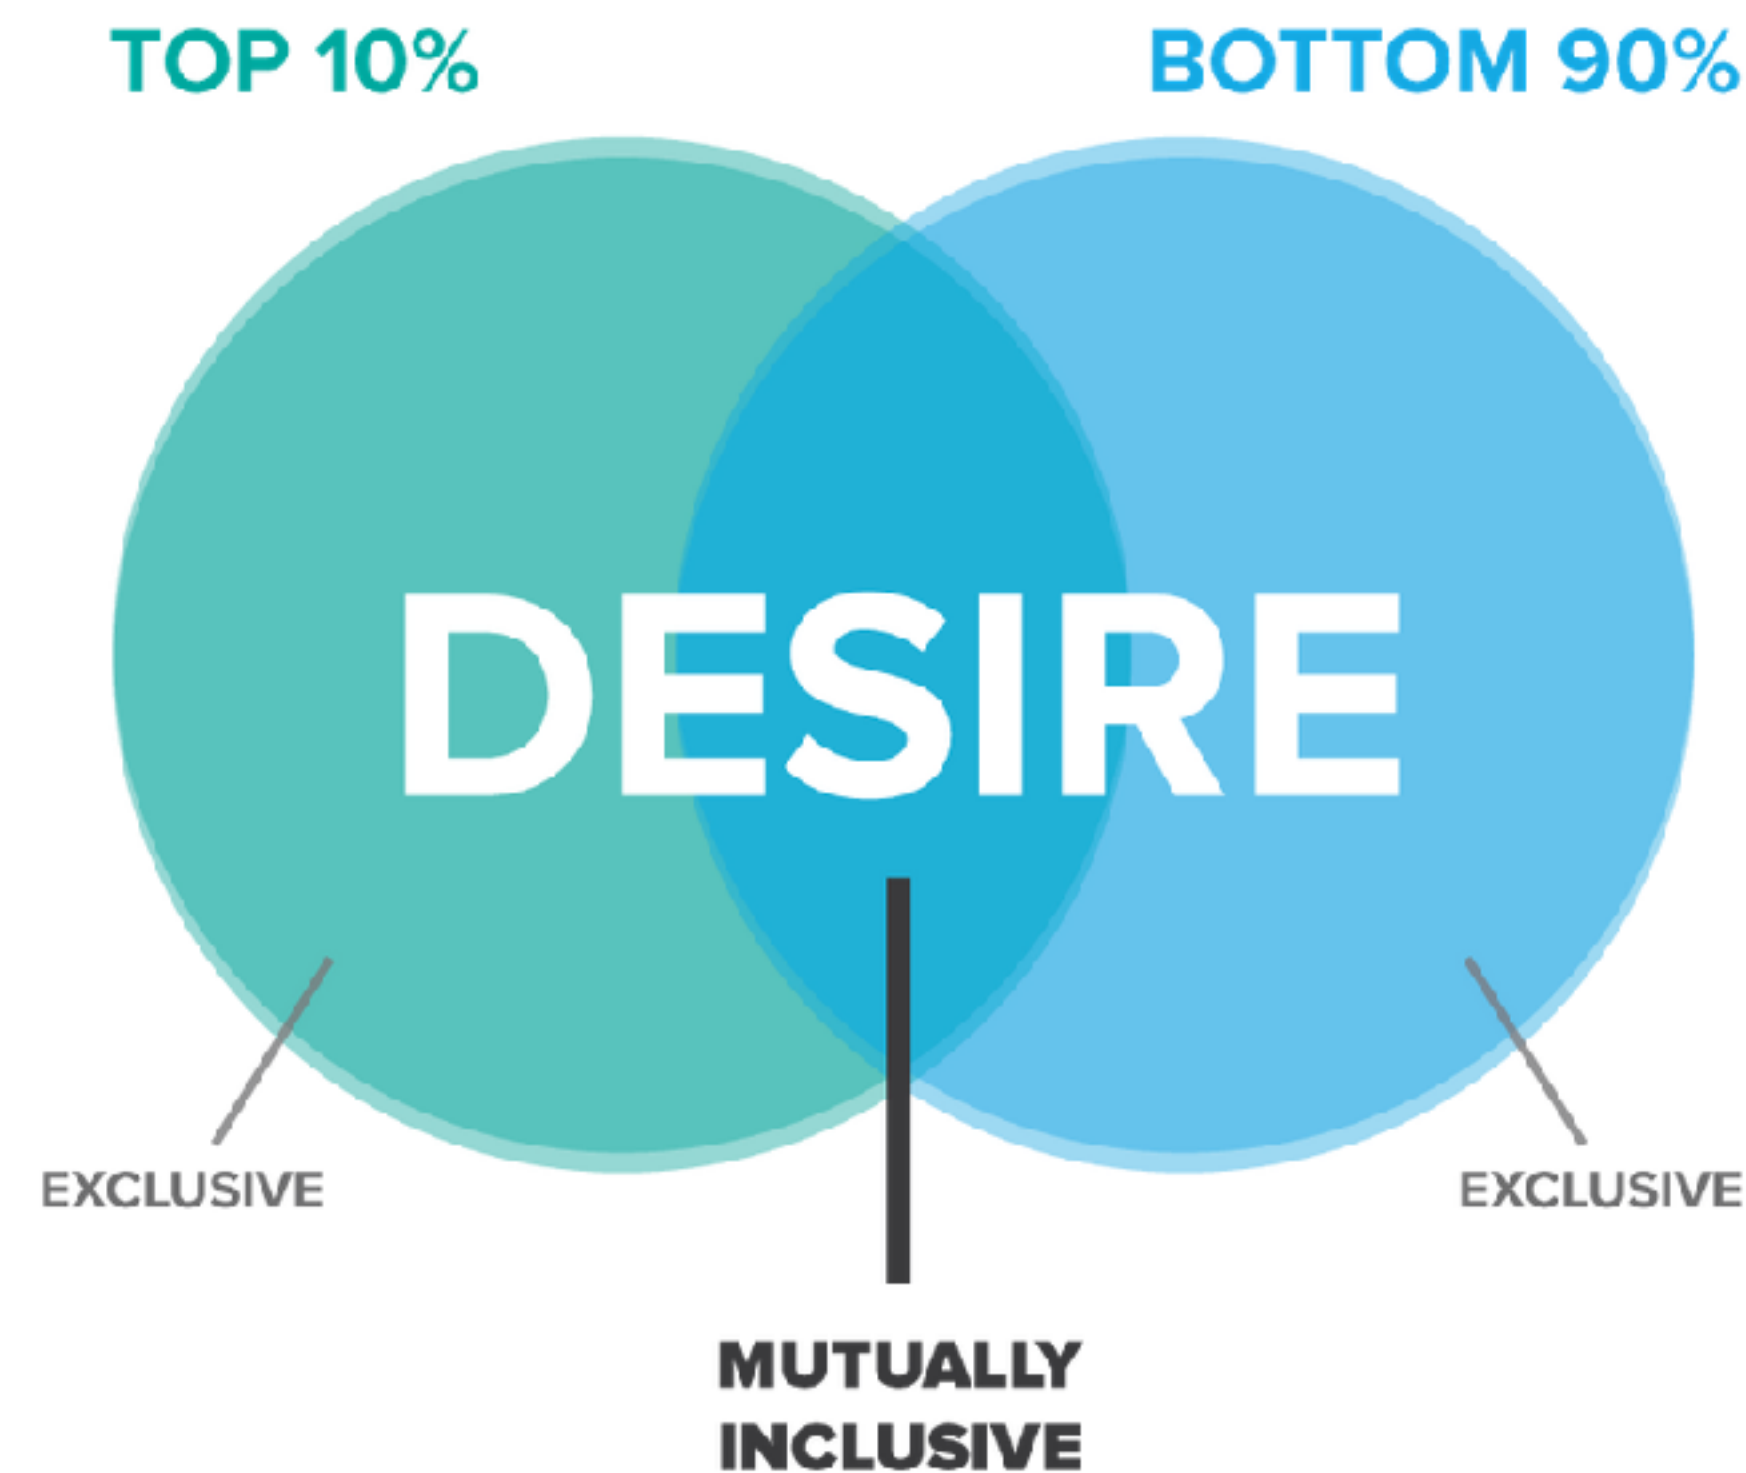 TOP 10%
BOTTOM 90%
DESIRE
EXCLUSIVE
EXCLUSIVE
MUTUALLY
INCLUSIVE